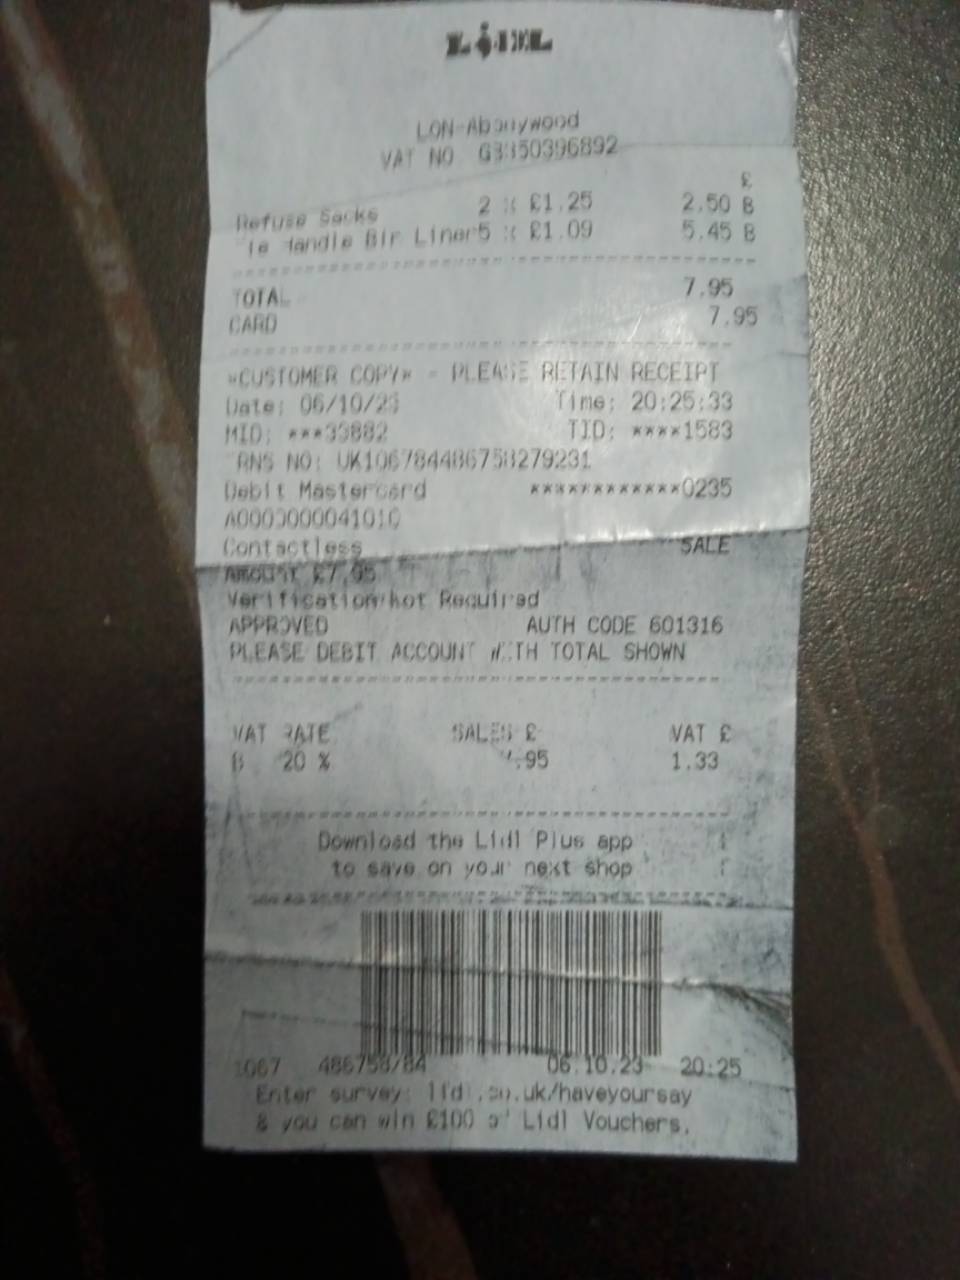 LIDL
LON-Abbeywood
VAT NO GB350396892
£
Refuse Sacks 2 x £1.25 2.50 B
Tie Handle Bin Liner5 x £1.09 5.45 B
TOTAL 7.95
CARD 7.95
*CUSTOMER COPY* - PLEASE RETAIN RECEIPT
Date: 06/10/23 Time: 20:25:33
MID: ***33882 TID: ****1583
TRNS NO: UK106784486758279231
Debit Mastercard ************0235
A0000000041010
Contactless SALE
Amount £7.95
Verification Not Required
APPROVED AUTH CODE 601316
PLEASE DEBIT ACCOUNT WITH TOTAL SHOWN
VAT RATE SALES £ VAT £
B 20 % 7.95 1.33
Download the Lidl Plus app
to save on your next shop
1067 486758/84 06.10.23 20:25
Enter survey: lidl.co.uk/haveyoursay
& you can win £100 of Lidl Vouchers.